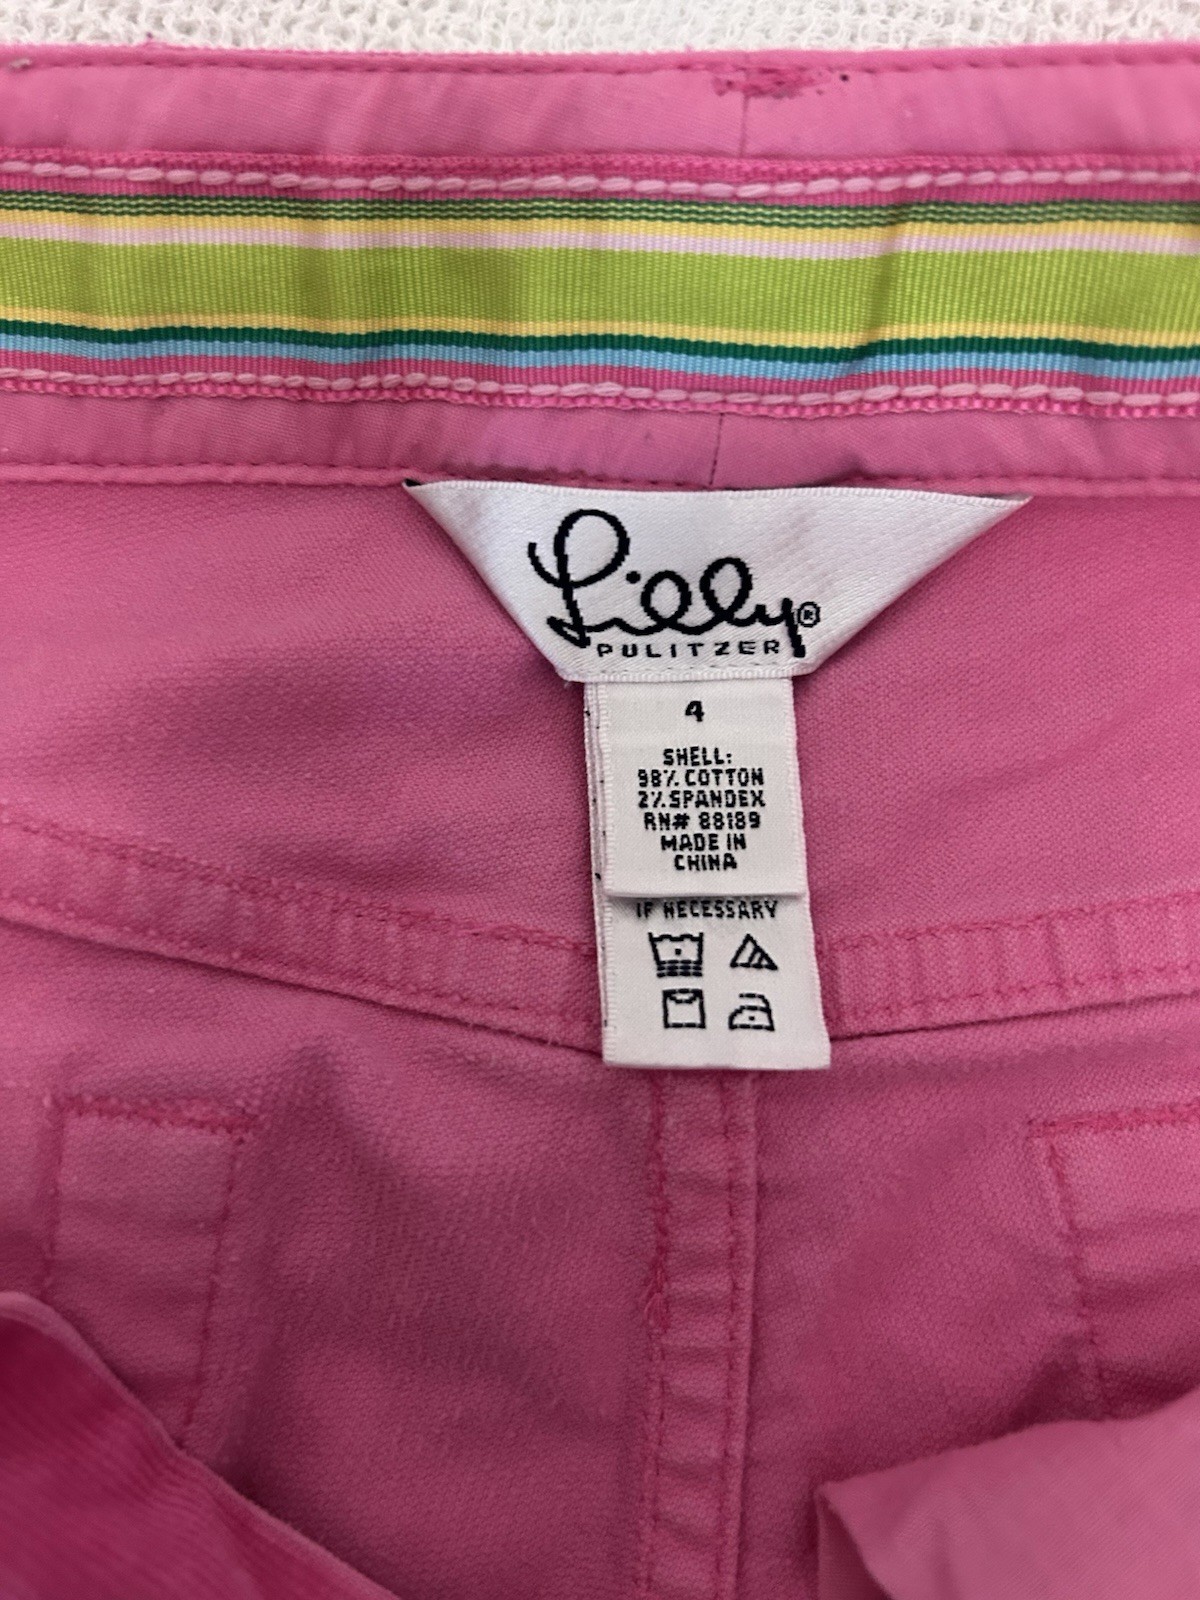 Lilly®
PULITZER
4
SHELL:
98% COTTON
2% SPANDEX
RN# 88189
MADE IN
CHINA
IF NECESSARY